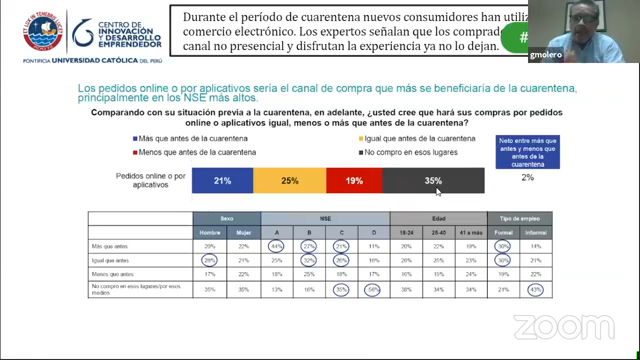 Durante el período de cuarentena nuevos consumidores han
comercio electrónico. Los expertos señalan que los
canal no presencial y disfrutan la experiencia ya no lo dejan.
#
gmolero
ET LUX IN TENEBRIS LUCET
CENTRO DE
INNOVACIÓN Y
DESARROLLO
EMPRENDEDOR
PONTIFICIA UNIVERSIDAD CATÓLICA DEL PERÚ
Los pedidos online o por aplicativos sería el canal de compra que más se beneficiaría de la cuarentena,
principalmente en los NSE más altos.
Comparando con su situación previa a la cuarentena, en adelante, ¿usted cree que hará sus compras por pedidos
online o aplicativos igual, menos o más que antes de la cuarentena?
Más que antes de la cuarentena Igual que antes de la cuarentena
Menos que antes de la cuarentena No compro en esos lugares
Neto entre más que
antes y menos que
antes de la
cuarentena
Pedidos online o por
aplicativos
21% 25% 19% 35% 2%
Sexo NSE Edad Tipo de empleo
Hombre Mujer A B C D 18-24 25-40 41 a más Formal Informal
Más que antes 22% 44% 27% 21% 11% 20% 22% 19% 30% 14%
Igual que antes 21% 25% 32% 26% 16% 26% 25% 23% 30% 21%
Menos que antes 17% 22% 18% 25% 18% 17% 16% 24% 19% 22%
No compro en esos lugares/por esos
medios
35% 35% 13% 16% 35% 38% 34% 34% 21% 43%
zoom